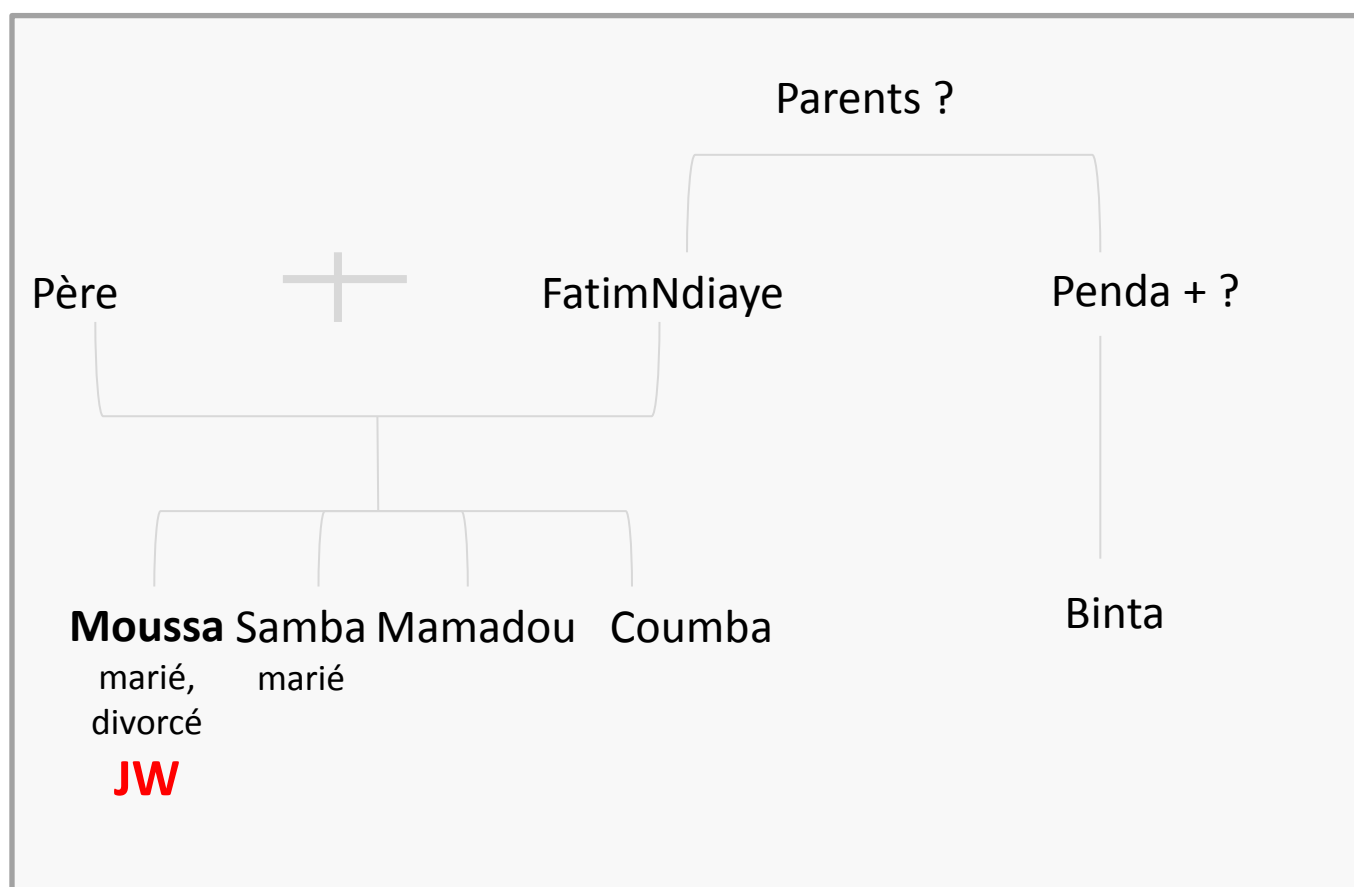 Parents ?
Père
FatimNdiaye
Penda + ?
Moussa Samba Mamadou Coumba
Binta
marié, marié
divorcé
JW